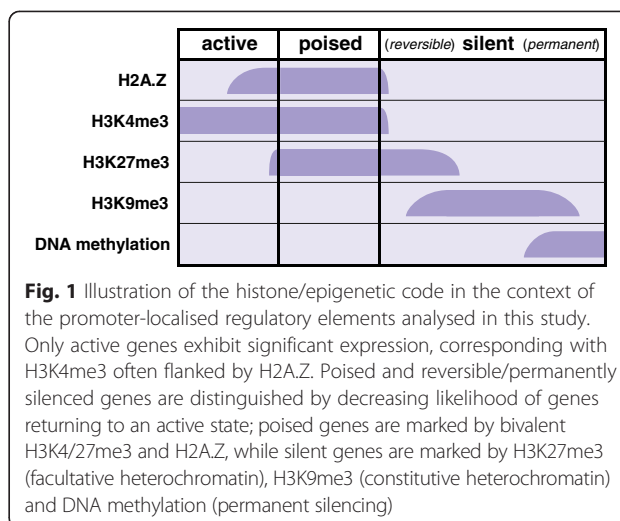 active poised (reversible) silent (permanent)
H2A.Z
H3K4me3
H3K27me3
H3K9me3
DNA methylation
Fig. 1 Illustration of the histone/epigenetic code in the context of
the promoter-localised regulatory elements analysed in this study.
Only active genes exhibit significant expression, corresponding with
H3K4me3 often flanked by H2A.Z. Poised and reversible/permanently
silenced genes are distinguished by decreasing likelihood of genes
returning to an active state; poised genes are marked by bivalent
H3K4/27me3 and H2A.Z, while silent genes are marked by H3K27me3
(facultative heterochromatin), H3K9me3 (constitutive heterochromatin)
and DNA methylation (permanent silencing)